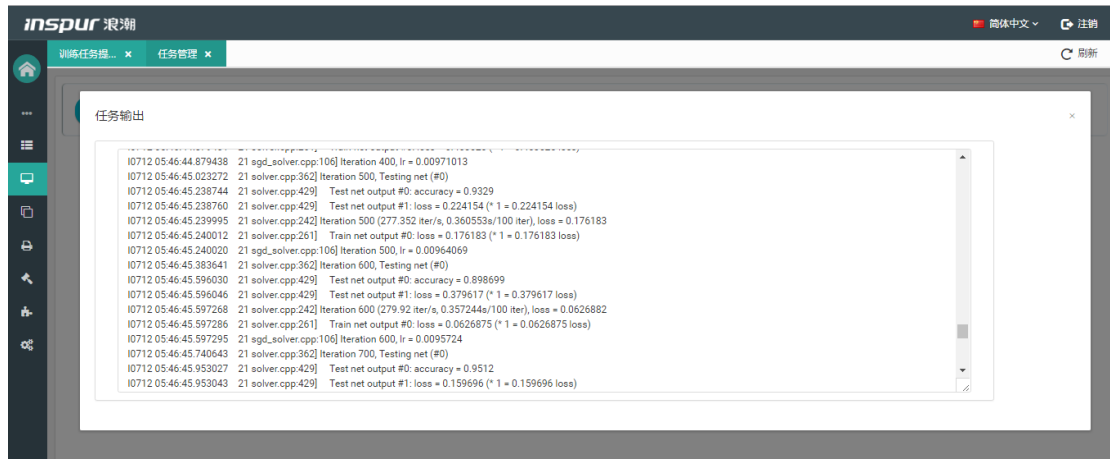 inspur 浪潮
简体中文
注销
训练任务提... ×
任务管理 ×
刷新
任务输出
×
I0712 05:46:44.879438 21 sgd_solver.cpp:106] Iteration 400, lr = 0.00971013
I0712 05:46:45.023272 21 solver.cpp:362] Iteration 500, Testing net (#0)
I0712 05:46:45.238744 21 solver.cpp:429] Test net output #0: accuracy = 0.9329
I0712 05:46:45.238760 21 solver.cpp:429] Test net output #1: loss = 0.224154 (* 1 = 0.224154 loss)
I0712 05:46:45.239995 21 solver.cpp:242] Iteration 500 (277.352 iter/s, 0.360553s/100 iter), loss = 0.176183
I0712 05:46:45.240012 21 solver.cpp:261] Train net output #0: loss = 0.176183 (* 1 = 0.176183 loss)
I0712 05:46:45.240020 21 sgd_solver.cpp:106] Iteration 500, lr = 0.00964069
I0712 05:46:45.383641 21 solver.cpp:362] Iteration 600, Testing net (#0)
I0712 05:46:45.596030 21 solver.cpp:429] Test net output #0: accuracy = 0.898699
I0712 05:46:45.596046 21 solver.cpp:429] Test net output #1: loss = 0.379617 (* 1 = 0.379617 loss)
I0712 05:46:45.597268 21 solver.cpp:242] Iteration 600 (279.92 iter/s, 0.357244s/100 iter), loss = 0.0626882
I0712 05:46:45.597286 21 solver.cpp:261] Train net output #0: loss = 0.0626875 (* 1 = 0.0626875 loss)
I0712 05:46:45.597295 21 sgd_solver.cpp:106] Iteration 600, lr = 0.0095724
I0712 05:46:45.740643 21 solver.cpp:362] Iteration 700, Testing net (#0)
I0712 05:46:45.953027 21 solver.cpp:429] Test net output #0: accuracy = 0.9512
I0712 05:46:45.953043 21 solver.cpp:429] Test net output #1: loss = 0.159696 (* 1 = 0.159696 loss)